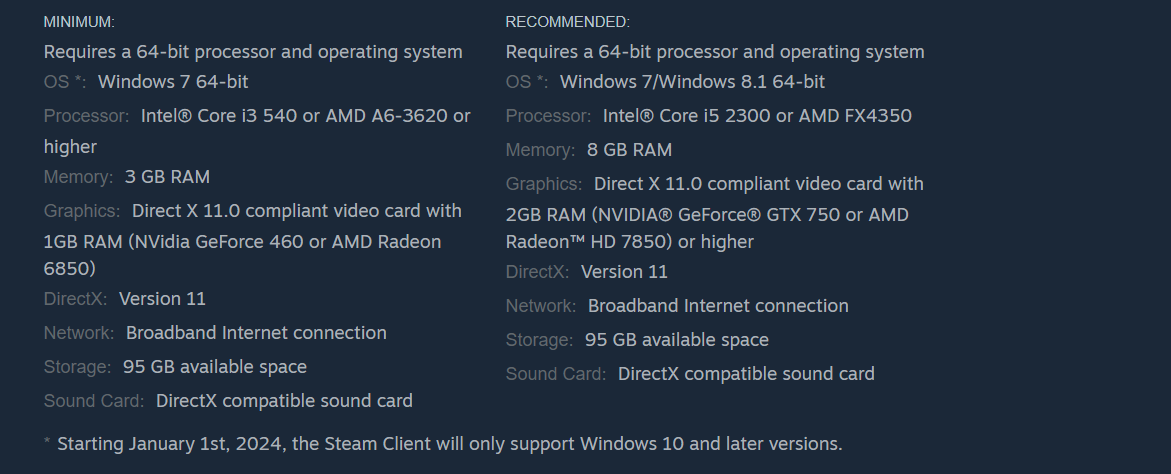 MINIMUM:
Requires a 64-bit processor and operating system
OS *: Windows 7 64-bit
Processor: Intel® Core i3 540 or AMD A6-3620 or
higher
Memory: 3 GB RAM
Graphics: Direct X 11.0 compliant video card with
1GB RAM (NVidia GeForce 460 or AMD Radeon
6850)
DirectX: Version 11
Network: Broadband Internet connection
Storage: 95 GB available space
Sound Card: DirectX compatible sound card
RECOMMENDED:
Requires a 64-bit processor and operating system
OS *: Windows 7/Windows 8.1 64-bit
Processor: Intel® Core i5 2300 or AMD FX4350
Memory: 8 GB RAM
Graphics: Direct X 11.0 compliant video card with
2GB RAM (NVIDIA® GeForce® GTX 750 or AMD
Radeon™ HD 7850) or higher
DirectX: Version 11
Network: Broadband Internet connection
Storage: 95 GB available space
Sound Card: DirectX compatible sound card
* Starting January 1st, 2024, the Steam Client will only support Windows 10 and later versions.